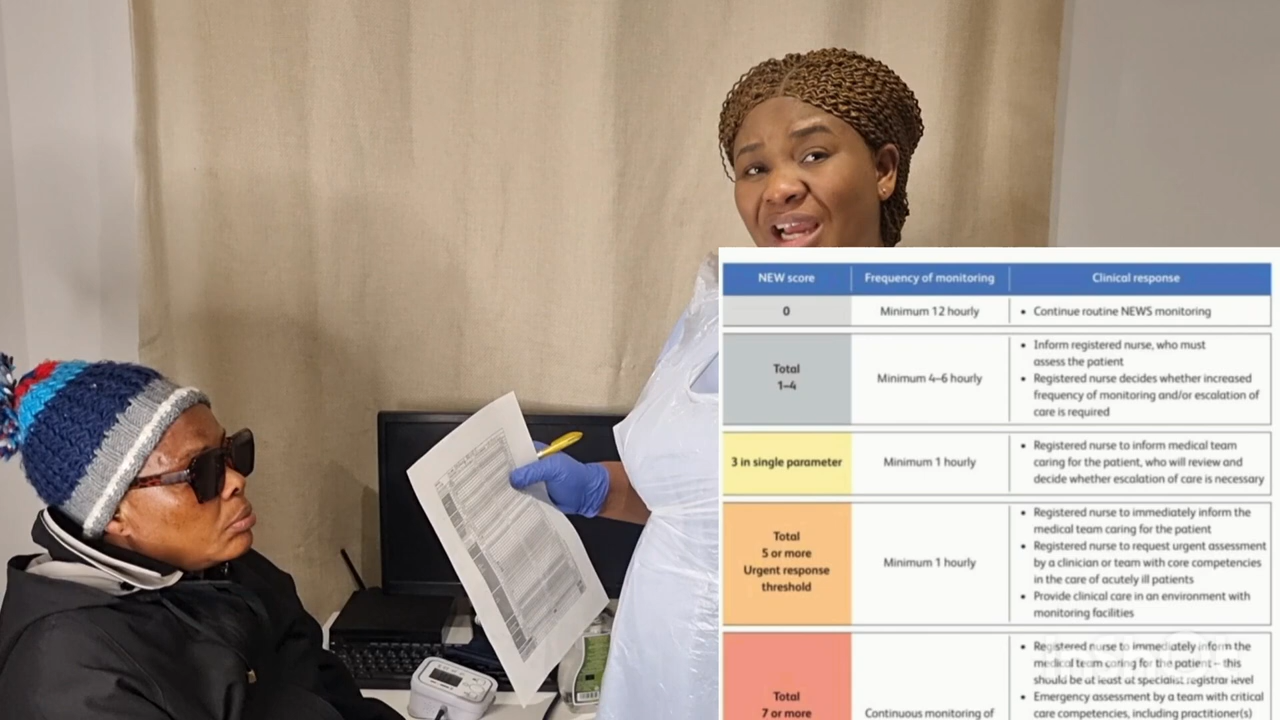 NEW score
Frequency of monitoring
Clinical response
0
Minimum 12 hourly
• Continue routine NEWS monitoring
Total
1–4
Minimum 4–6 hourly
• Inform registered nurse, who must
assess the patient
• Registered nurse decides whether increased
frequency of monitoring and/or escalation of
care is required
3 in single parameter
Minimum 1 hourly
• Registered nurse to inform medical team
caring for the patient, who will review and
decide whether escalation of care is necessary
Total
5 or more
Urgent response
threshold
Minimum 1 hourly
• Registered nurse to immediately inform the
medical team caring for the patient
• Registered nurse to request urgent assessment
by a clinician or team with core competencies
in the care of acutely ill patients
• Provide clinical care in an environment with
monitoring facilities
Total
7 or more
Continuous monitoring of
• Registered nurse to immediately inform the
medical team caring for the patient – this
should be at least at specialist registrar level
• Emergency assessment by a team with critical
care competencies, including practitioner(s)